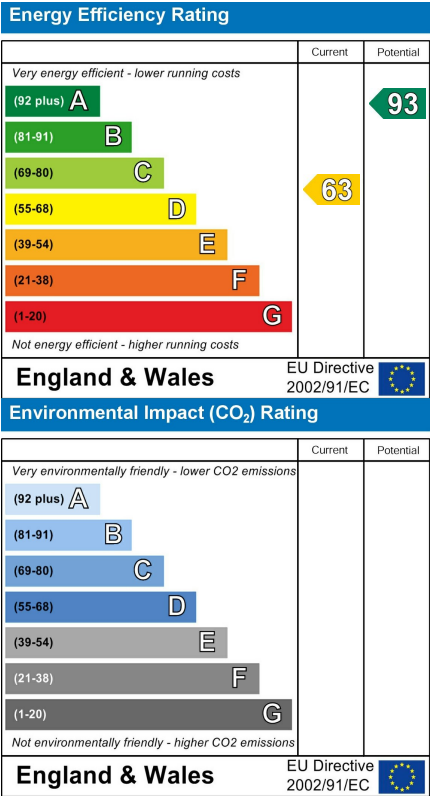 Energy Efficiency Rating
Current Potential
Very energy efficient - lower running costs
(92 plus) A
93
(81-91) B
(69-80) C
63
(55-68) D
(39-54) E
(21-38) F
(1-20) G
Not energy efficient - higher running costs
England & Wales
EU Directive
2002/91/EC
Environmental Impact (CO₂) Rating
Current Potential
Very environmentally friendly - lower CO2 emissions
(92 plus) A
(81-91) B
(69-80) C
(55-68) D
(39-54) E
(21-38) F
(1-20) G
Not environmentally friendly - higher CO2 emissions
England & Wales
EU Directive
2002/91/EC